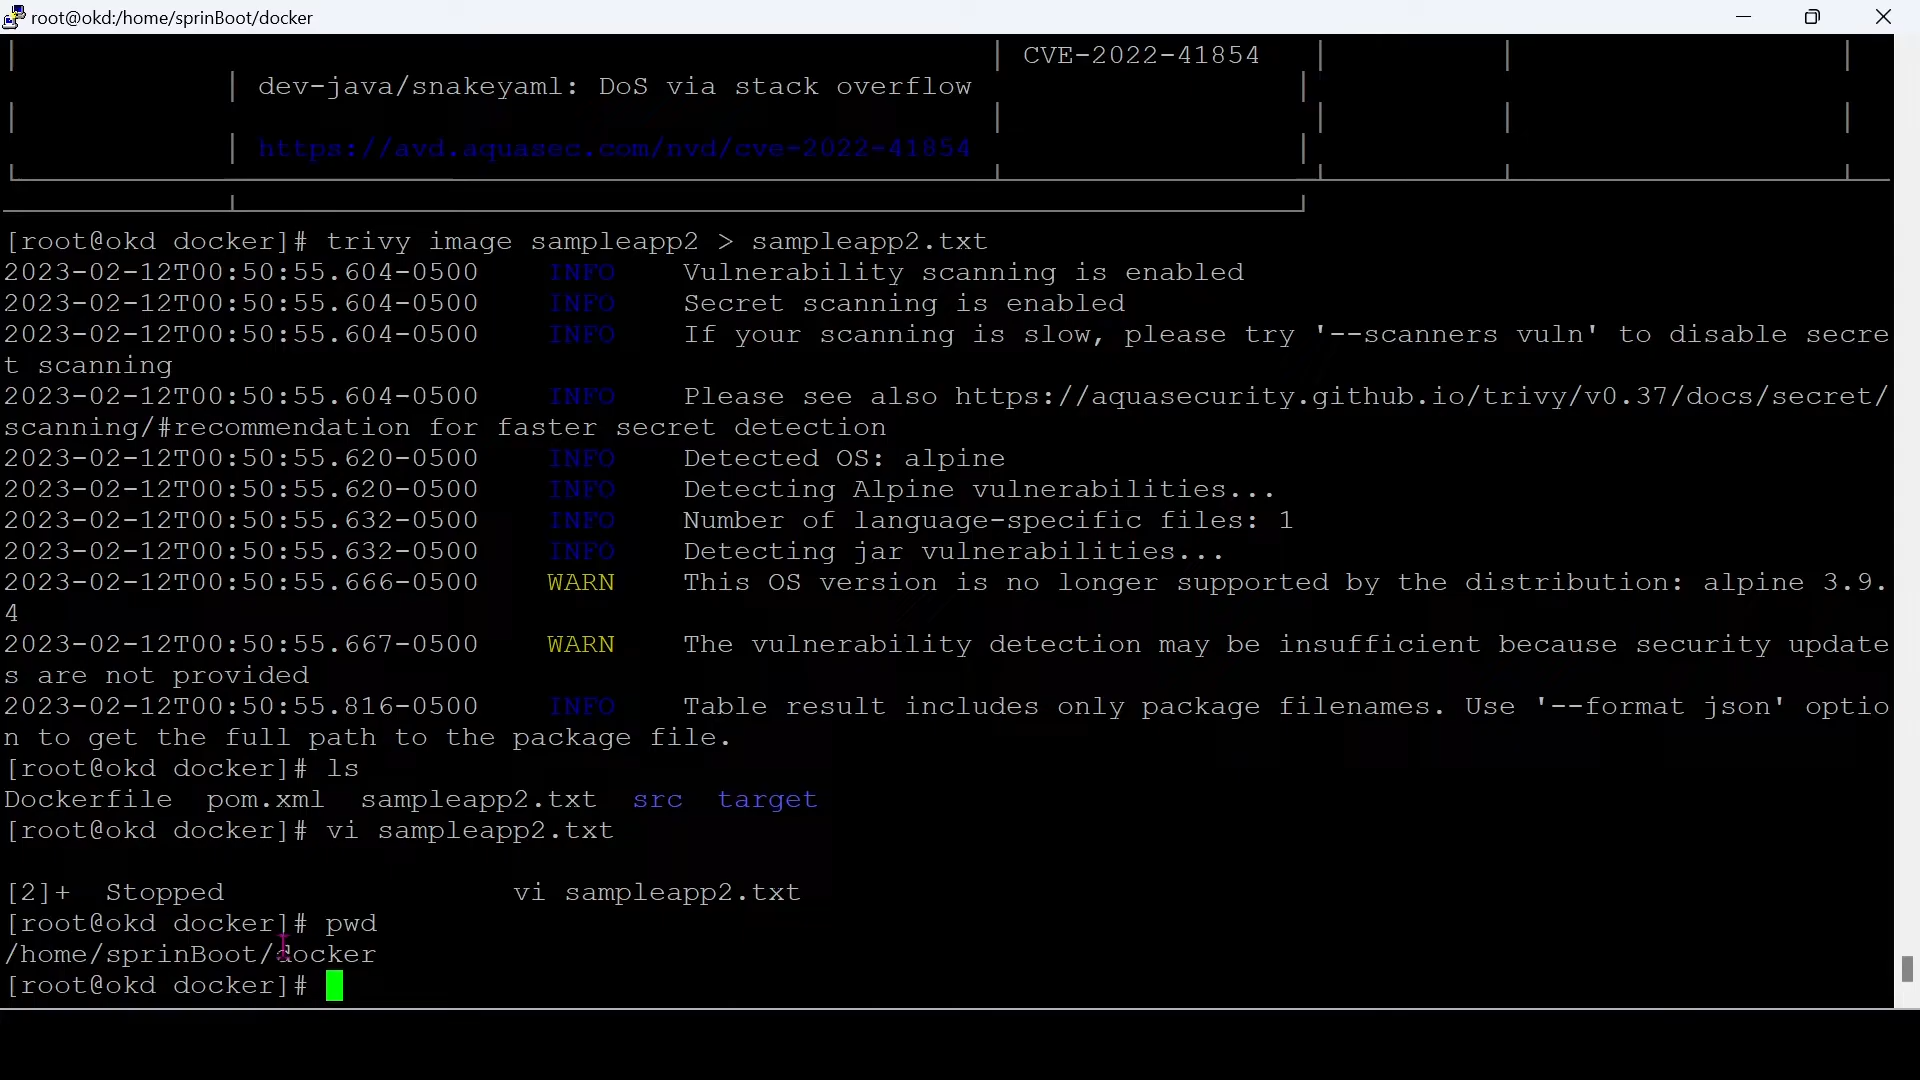 root@okd:/home/sprinBoot/docker
CVE-2022-41854
dev-java/snakeyaml: DoS via stack overflow
https://avd.aquasec.com/nvd/cve-2022-41854
[root@okd docker]# trivy image sampleapp2 > sampleapp2.txt
2023-02-12T00:50:55.604-0500 INFO Vulnerability scanning is enabled
2023-02-12T00:50:55.604-0500 INFO Secret scanning is enabled
2023-02-12T00:50:55.604-0500 INFO If your scanning is slow, please try '--scanners vuln' to disable secre
t scanning
2023-02-12T00:50:55.604-0500 INFO Please see also https://aquasecurity.github.io/trivy/v0.37/docs/secret/
scanning/#recommendation for faster secret detection
2023-02-12T00:50:55.620-0500 INFO Detected OS: alpine
2023-02-12T00:50:55.620-0500 INFO Detecting Alpine vulnerabilities...
2023-02-12T00:50:55.632-0500 INFO Number of language-specific files: 1
2023-02-12T00:50:55.632-0500 INFO Detecting jar vulnerabilities...
2023-02-12T00:50:55.666-0500 WARN This OS version is no longer supported by the distribution: alpine 3.9.
4
2023-02-12T00:50:55.667-0500 WARN The vulnerability detection may be insufficient because security update
s are not provided
2023-02-12T00:50:55.816-0500 INFO Table result includes only package filenames. Use '--format json' optio
n to get the full path to the package file.
[root@okd docker]# ls
Dockerfile pom.xml sampleapp2.txt src target
[root@okd docker]# vi sampleapp2.txt
[2]+ Stopped vi sampleapp2.txt
[root@okd docker]# pwd
/home/sprinBoot/docker
[root@okd docker]#